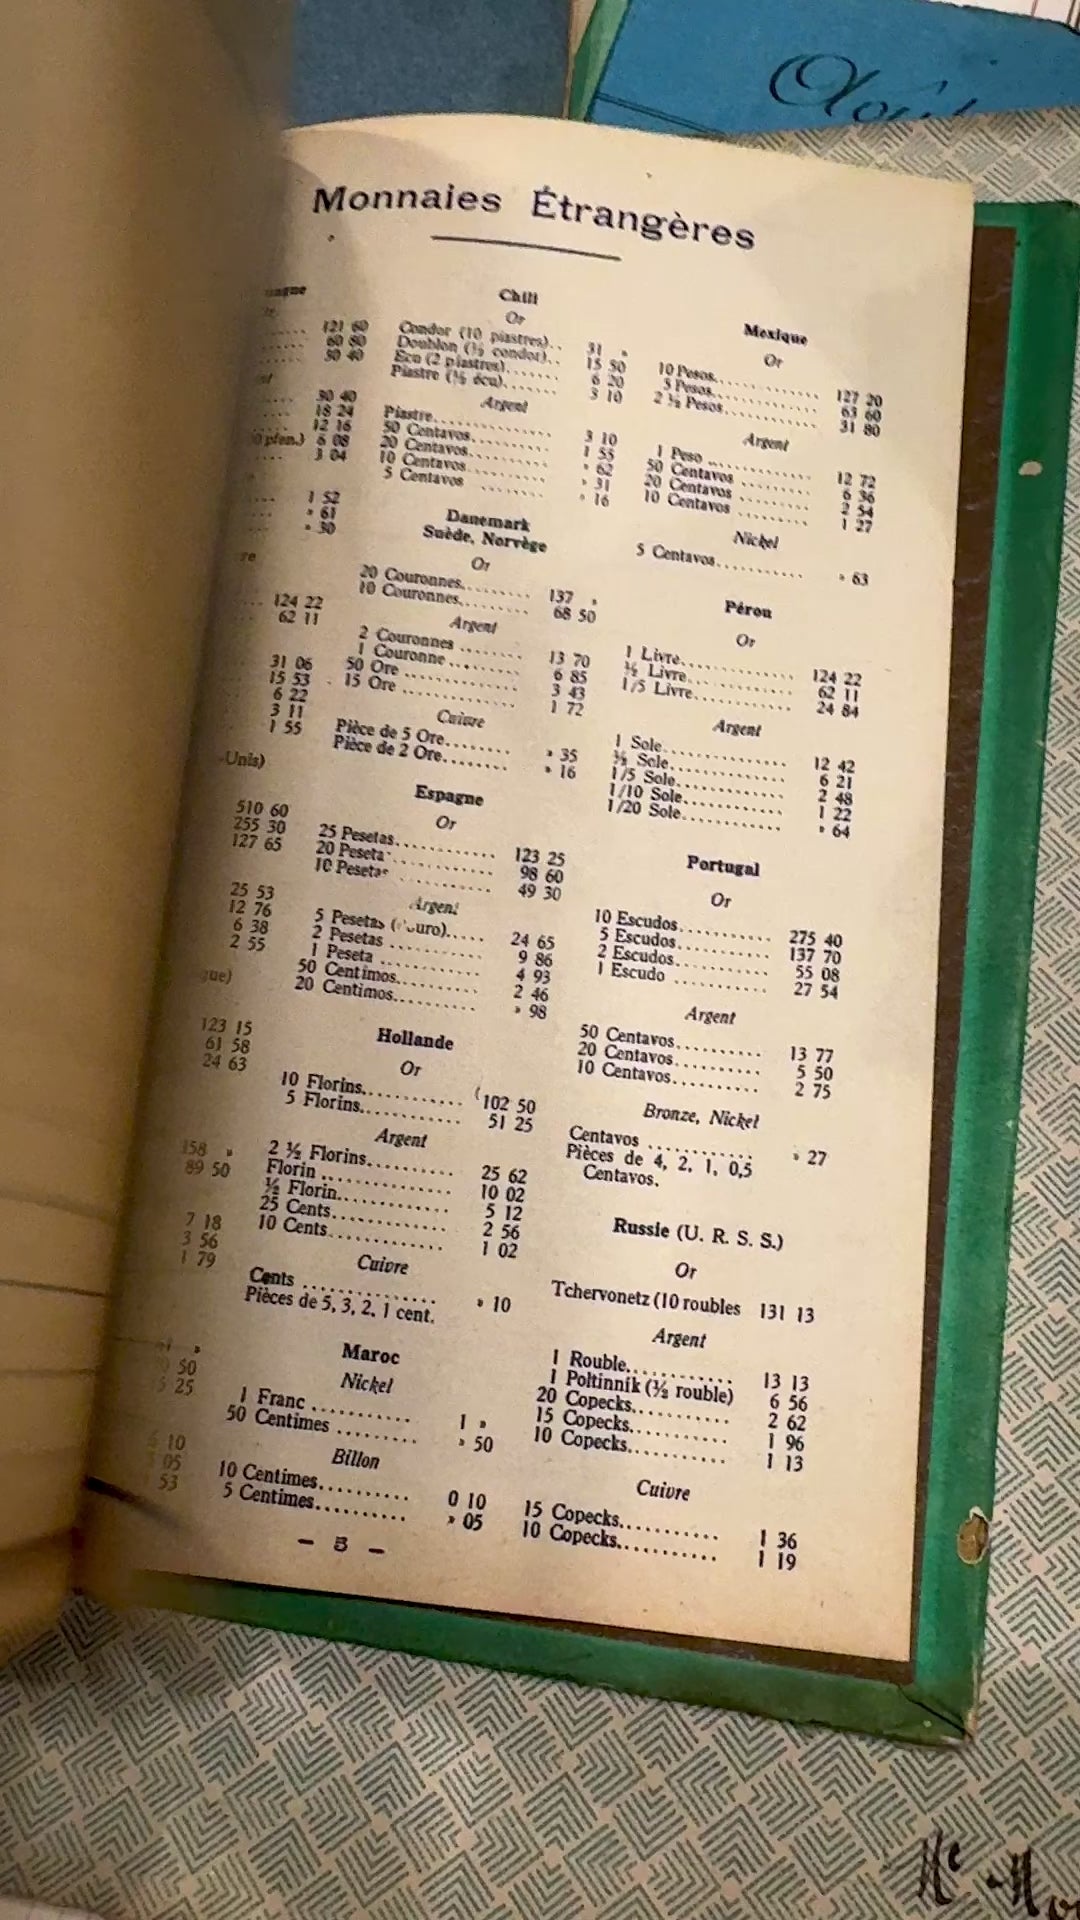 Août
Monnaies Étrangères
121 60
60 80
30 40
30 40
18 24
12 16
6 08
3 04
1 52
» 61
» 30
124 22
62 11
31 06
15 53
6 22
3 11
1 55
-Unis)
510 60
255 30
127 65
25 53
12 76
6 38
2 55
123 15
61 58
24 63
158 »
89 50
7 18
3 56
1 79
50
25
10
05
53
Chili
Or
Condor (10 piastres).. 31 »
Doublon (½ condor).. 15 50
Ecu (2 piastres)....... 6 20
Piastre (½ écu)....... 3 10
Argent
Piastre............... 3 10
50 Centavos.......... 1 55
20 Centavos.......... » 62
10 Centavos.......... » 31
5 Centavos ........ » 16
Danemark
Suède, Norvège
Or
20 Couronnes......... 137 »
10 Couronnes......... 68 50
Argent
2 Couronnes ........ 13 70
1 Couronne ......... 6 85
50 Ore ............. 3 43
15 Ore ............. 1 72
Cuivre
Pièce de 5 Ore........ » 35
Pièce de 2 Ore........ » 16
Espagne
Or
25 Pesetas............ 123 25
20 Peseta ............ 98 60
10 Pesetas ........... 49 30
Argent
5 Pesetas ( uro)..... 24 65
2 Pesetas ........... 9 86
1 Peseta ............ 4 93
50 Centimos.......... 2 46
20 Centimos.......... » 98
Hollande
Or
10 Florins............ 102 50
5 Florins............ 51 25
Argent
2 ½ Florins.......... 25 62
Florin ............... 10 02
½ Florin............. 5 12
25 Cents............. 2 56
10 Cents............. 1 02
Cuivre
Cents ............... » 10
Pièces de 5, 3, 2, 1 cent.
Maroc
Nickel
1 Franc ............ 1 »
50 Centimes ......... » 50
Billon
10 Centimes.......... 0 10
5 Centimes.......... » 05
— 3 —
Mexique
Or
10 Pesos............. 127 20
5 Pesos............. 63 60
2 ½ Pesos........... 31 80
Argent
1 Peso ............. 12 72
50 Centavos ......... 6 36
20 Centavos ......... 2 54
10 Centavos ......... 1 27
Nickel
5 Centavos........... » 63
Pérou
Or
1 Livre.............. 124 22
½ Livre............. 62 11
1/5 Livre............ 24 84
Argent
1 Sole............... 12 42
½ Sole.............. 6 21
1/5 Sole............. 2 48
1/10 Sole............ 1 22
1/20 Sole............ » 64
Portugal
Or
10 Escudos........... 275 40
5 Escudos........... 137 70
2 Escudos........... 55 08
1 Escudo ........... 27 54
Argent
50 Centavos.......... 13 77
20 Centavos.......... 5 50
10 Centavos.......... 2 75
Bronze, Nickel
Centavos ............ » 27
Pièces de 4, 2, 1, 0,5
Centavos.
Russie (U. R. S. S.)
Or
Tchervonetz (10 roubles 131 13
Argent
1 Rouble............. 13 13
1 Poltinnik (½ rouble) 6 56
20 Copecks........... 2 62
15 Copecks........... 1 96
10 Copecks........... 1 13
Cuivre
15 Copecks........... 1 36
10 Copecks........... 1 19